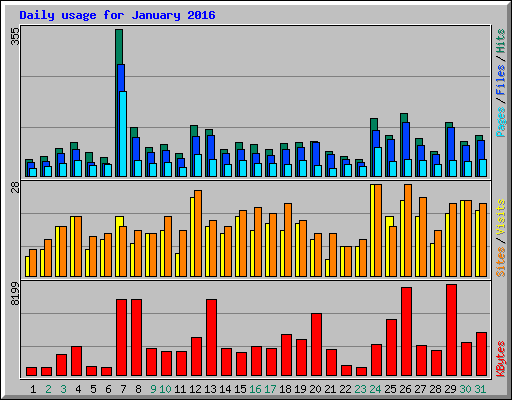 Daily usage for January 2016
355
Pages / Files / Hits
28
Sites / Visits
8199
KBytes
1 2 3 4 5 6 7 8 9 10 11 12 13 14 15 16 17 18 19 20 21 22 23 24 25 26 27 28 29 30 31